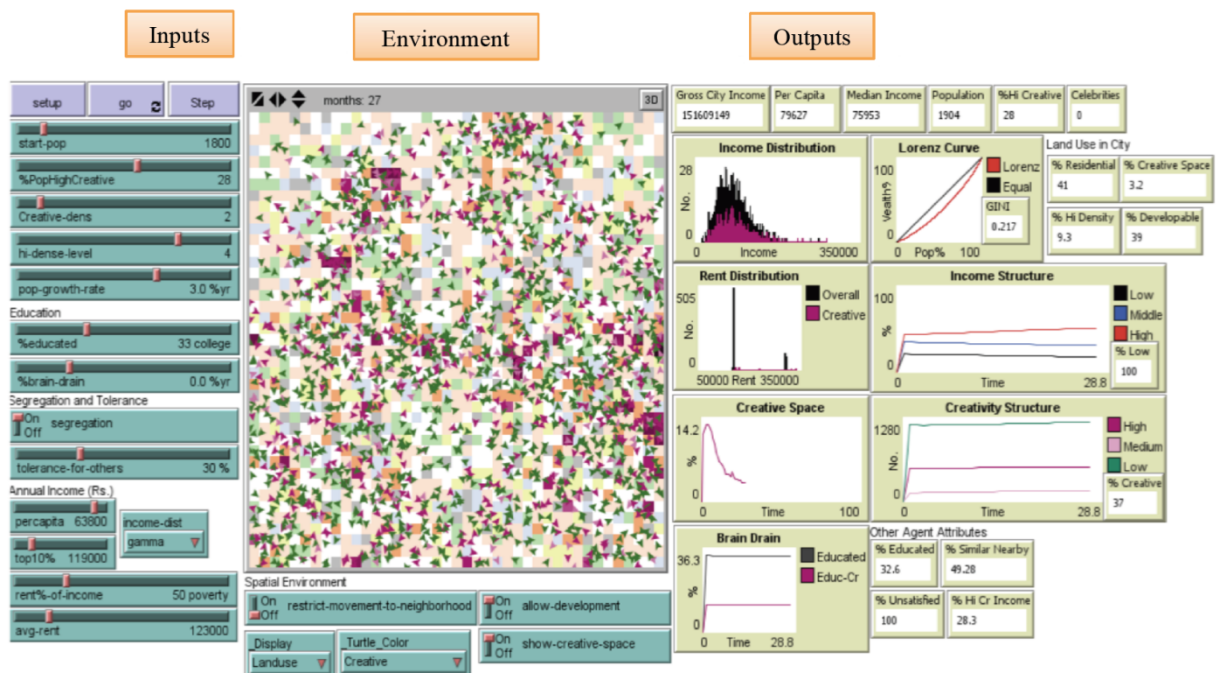 Inputs
Environment
Outputs
setup
go
Step
start-pop 1800
%PopHighCreative 28
Creative-dens 2
hi-dense-level 4
pop-growth-rate 3.0 %yr
Education
%educated 33 college
%brain-drain 0.0 %yr
Segregation and Tolerance
On
Off
segregation
tolerance-for-others 30 %
Annual Income (Rs.)
percapita 63800
top10% 119000
income-dist
gamma
rent%-of-income 50 poverty
avg-rent 123000
months: 27
3D
Spatial Environment
On
Off
restrict-movement-to-neighborhood
On
Off
allow-development
_Display
Landuse
_Turtle_Color
Creative
On
Off
show-creative-space
Gross City Income
151609149
Per Capita
79627
Median Income
75953
Population
1904
%Hi Creative
28
Celebrities
0
Income Distribution
28
No.
0
0 Income 350000
Lorenz Curve
100
Wealth%
0
0 Pop% 100
Lorenz
Equal
GINI
0.217
Land Use in City
% Residential
41
% Creative Space
3.2
% Hi Density
9.3
% Developable
39
Rent Distribution
505
No.
0
50000 Rent 350000
Overall
Creative
Income Structure
100
%
0
0 Time 28.8
Low
Middle
High
% Low
100
Creative Space
14.2
%
0
0 Time 100
Creativity Structure
1280
No.
0
0 Time 28.8
High
Medium
Low
% Creative
37
Brain Drain
36.3
%
0
0 Time 28.8
Educated
Educ-Cr
Other Agent Attributes
% Educated
32.6
% Similar Nearby
49.28
% Unsatisfied
100
% Hi Cr Income
28.3